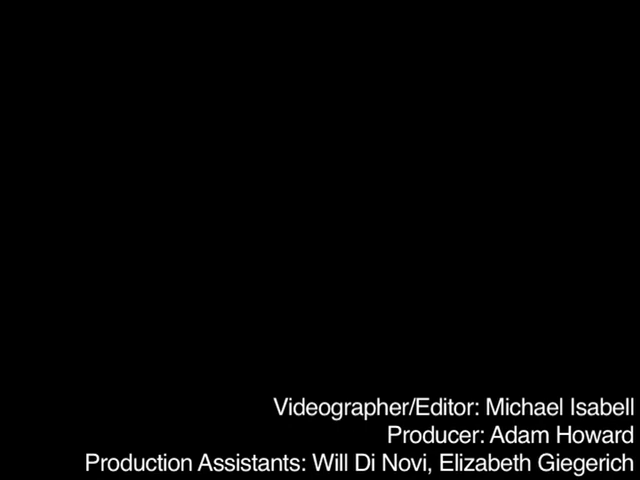 Videographer/Editor: Michael Isabell
Producer: Adam Howard
Production Assistants: Will Di Novi, Elizabeth Giegerich